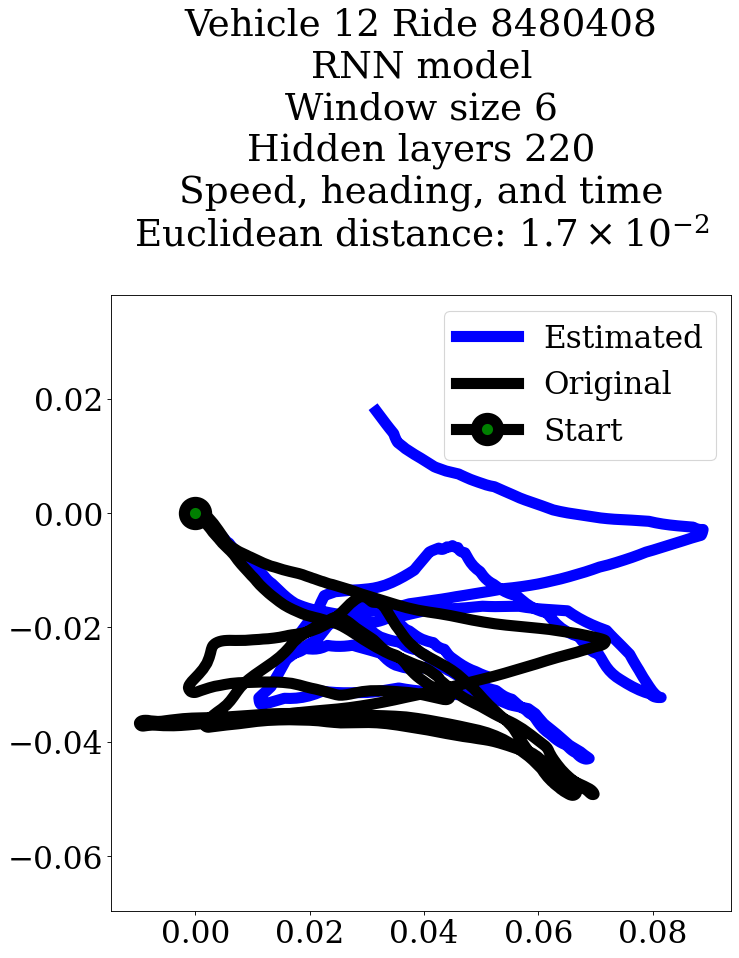 Vehicle 12 Ride 8480408
RNN model
Window size 6
Hidden layers 220
Speed, heading, and time
Euclidean distance: 1.7 × 10⁻²
Estimated
Original
Start
0.02
0.00
−0.02
−0.04
−0.06
0.00 0.02 0.04 0.06 0.08